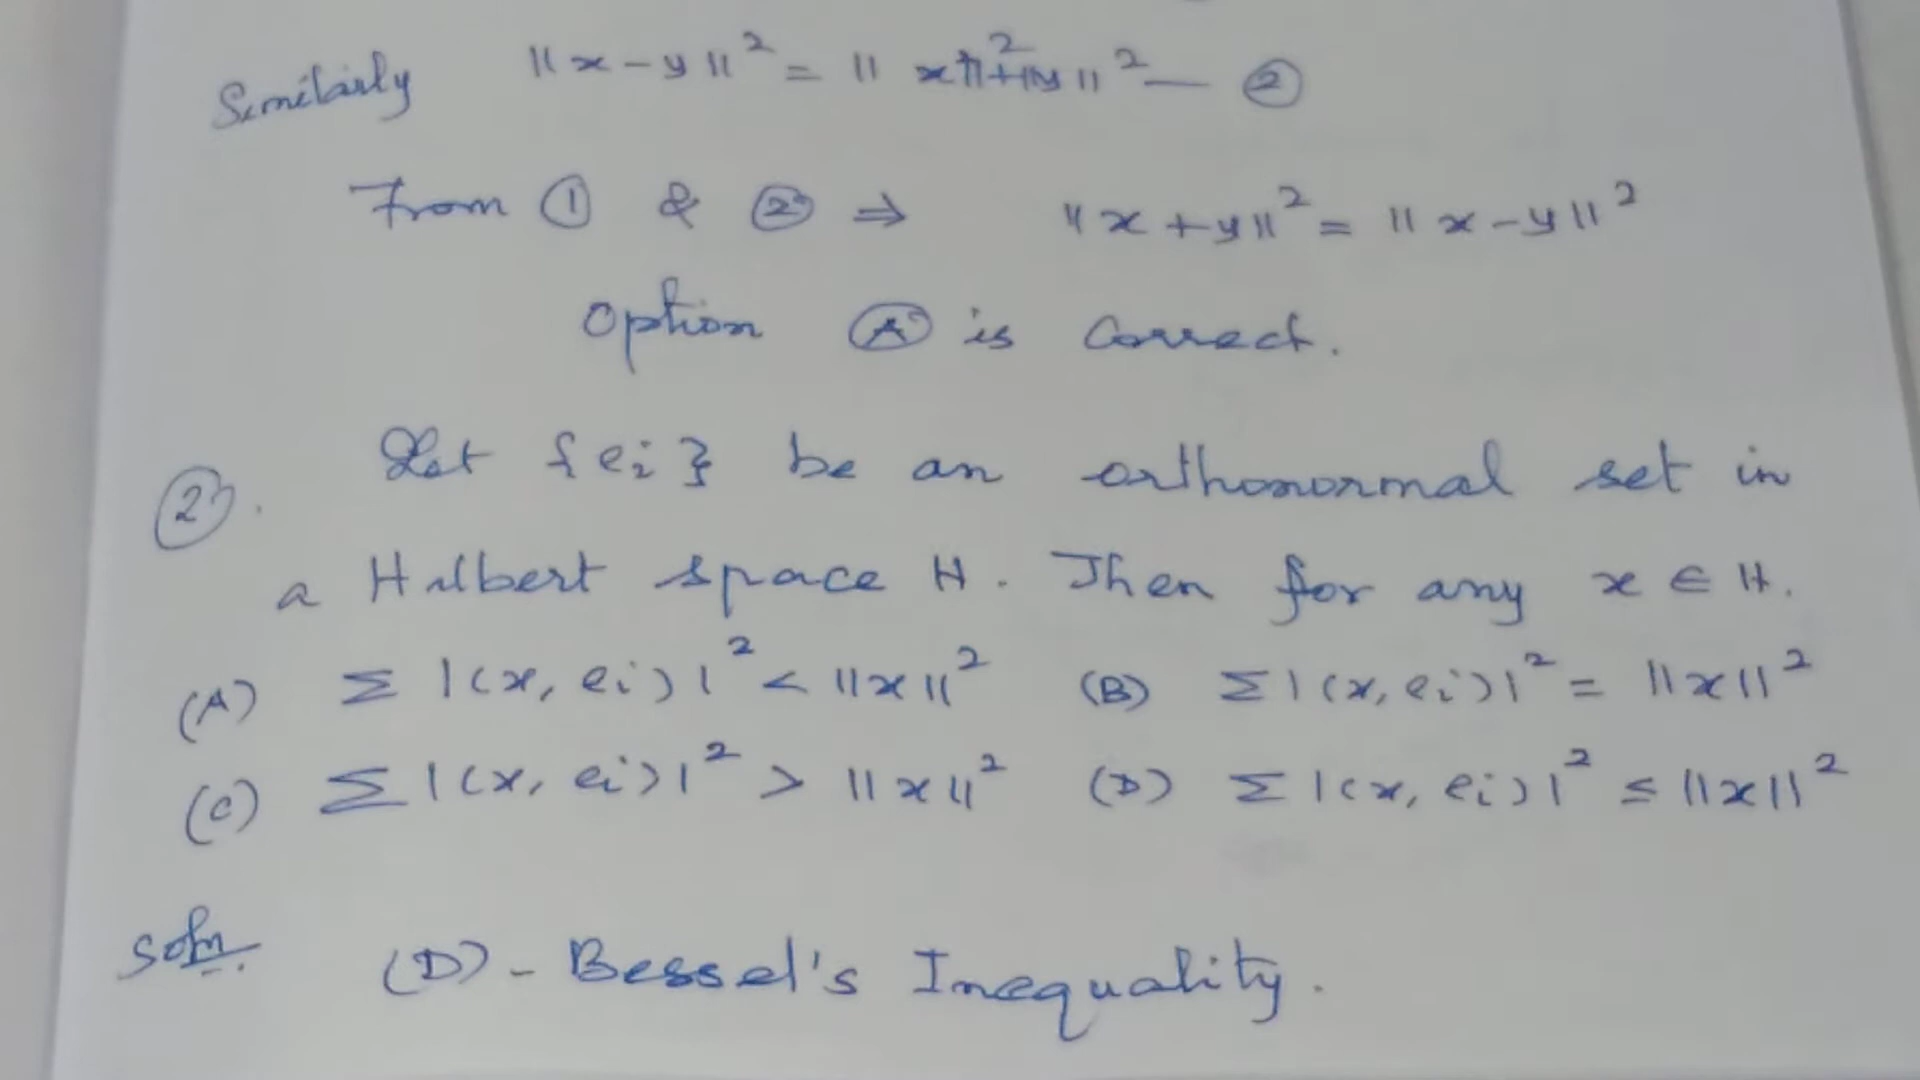 Similarly ||x-y||² = ||x||²+||y||² — ②
From ① & ② ⇒ ||x+y||² = ||x-y||²
Option Ⓐ is correct.
②. Let {eᵢ} be an orthonormal set in
a Hilbert space H. Then for any x ∈ H.
(A) Σ |(x, eᵢ)|² < ||x||² (B) Σ|(x, eᵢ)|² = ||x||²
(C) Σ |(x, eᵢ)|² > ||x||² (D) Σ |(x, eᵢ)|² ≤ ||x||²
Soln. (D) - Bessel's Inequality.